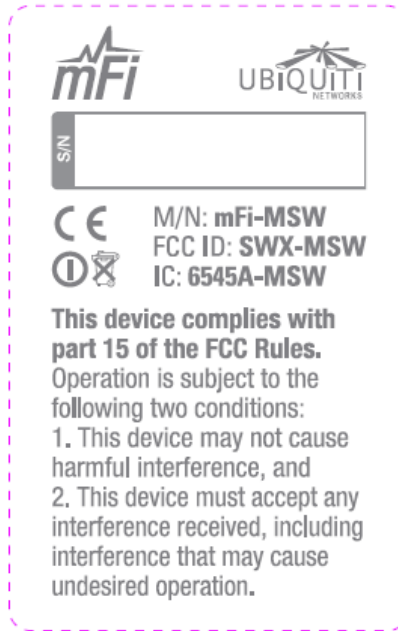 mFi
UBIQUITI
NETWORKS
S/N
CE
M/N: mFi-MSW
FCC ID: SWX-MSW
IC: 6545A-MSW
This device complies with
part 15 of the FCC Rules.
Operation is subject to the
following two conditions:
1. This device may not cause
harmful interference, and
2. This device must accept any
interference received, including
interference that may cause
undesired operation.